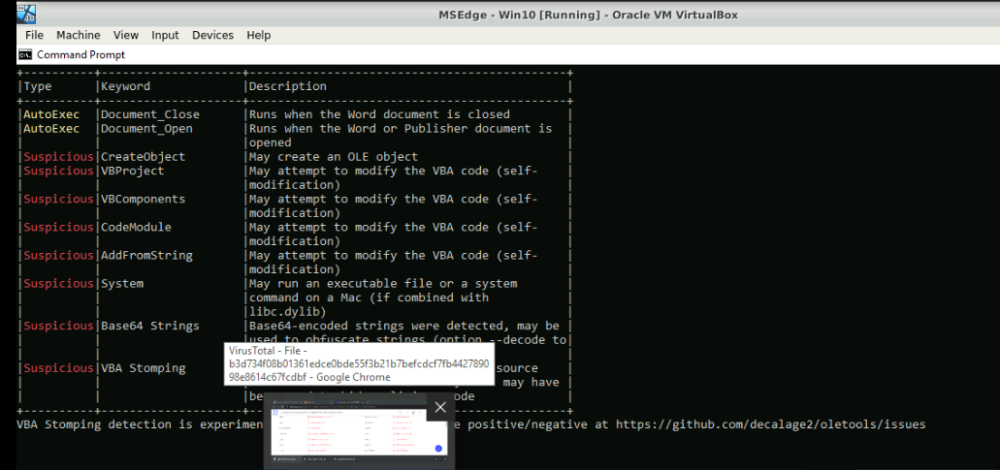 MSEdge - Win10 [Running] - Oracle VM VirtualBox
File Machine View Input Devices Help
Command Prompt
Type Keyword Description
AutoExec Document_Close Runs when the Word document is closed
AutoExec Document_Open Runs when the Word or Publisher document is
opened
Suspicious CreateObject May create an OLE object
Suspicious VBProject May attempt to modify the VBA code (self-
modification)
Suspicious VBComponents May attempt to modify the VBA code (self-
modification)
Suspicious CodeModule May attempt to modify the VBA code (self-
modification)
Suspicious AddFromString May attempt to modify the VBA code (self-
modification)
Suspicious System May run an executable file or a system
command on a Mac (if combined with
libc.dylib)
Suspicious Base64 Strings Base64-encoded strings were detected, may be
used to obfuscate strings (option --decode to
VirusTotal - File -
b3d734f08b01361edce0bde55f3b21b7befcdcf7fb4427890
98e8614c67fcdbf - Google Chrome
Suspicious VBA Stomping source
may have
be ode
VBA Stomping detection is experimen e positive/negative at https://github.com/decalage2/oletools/issues